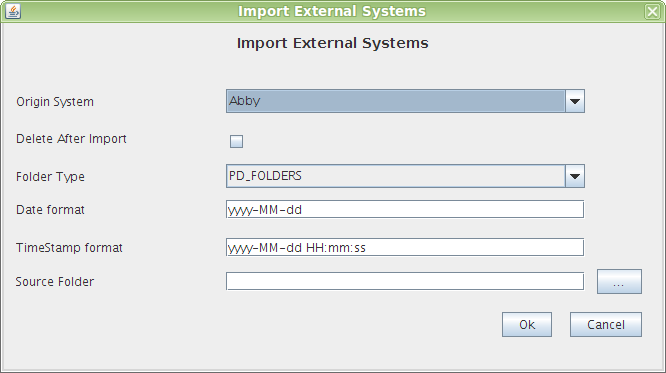 Import External Systems
Import External Systems
Origin System Abby
Delete After Import
Folder Type PD_FOLDERS
Date format yyyy-MM-dd
TimeStamp format yyyy-MM-dd HH:mm:ss
Source Folder ...
Ok Cancel